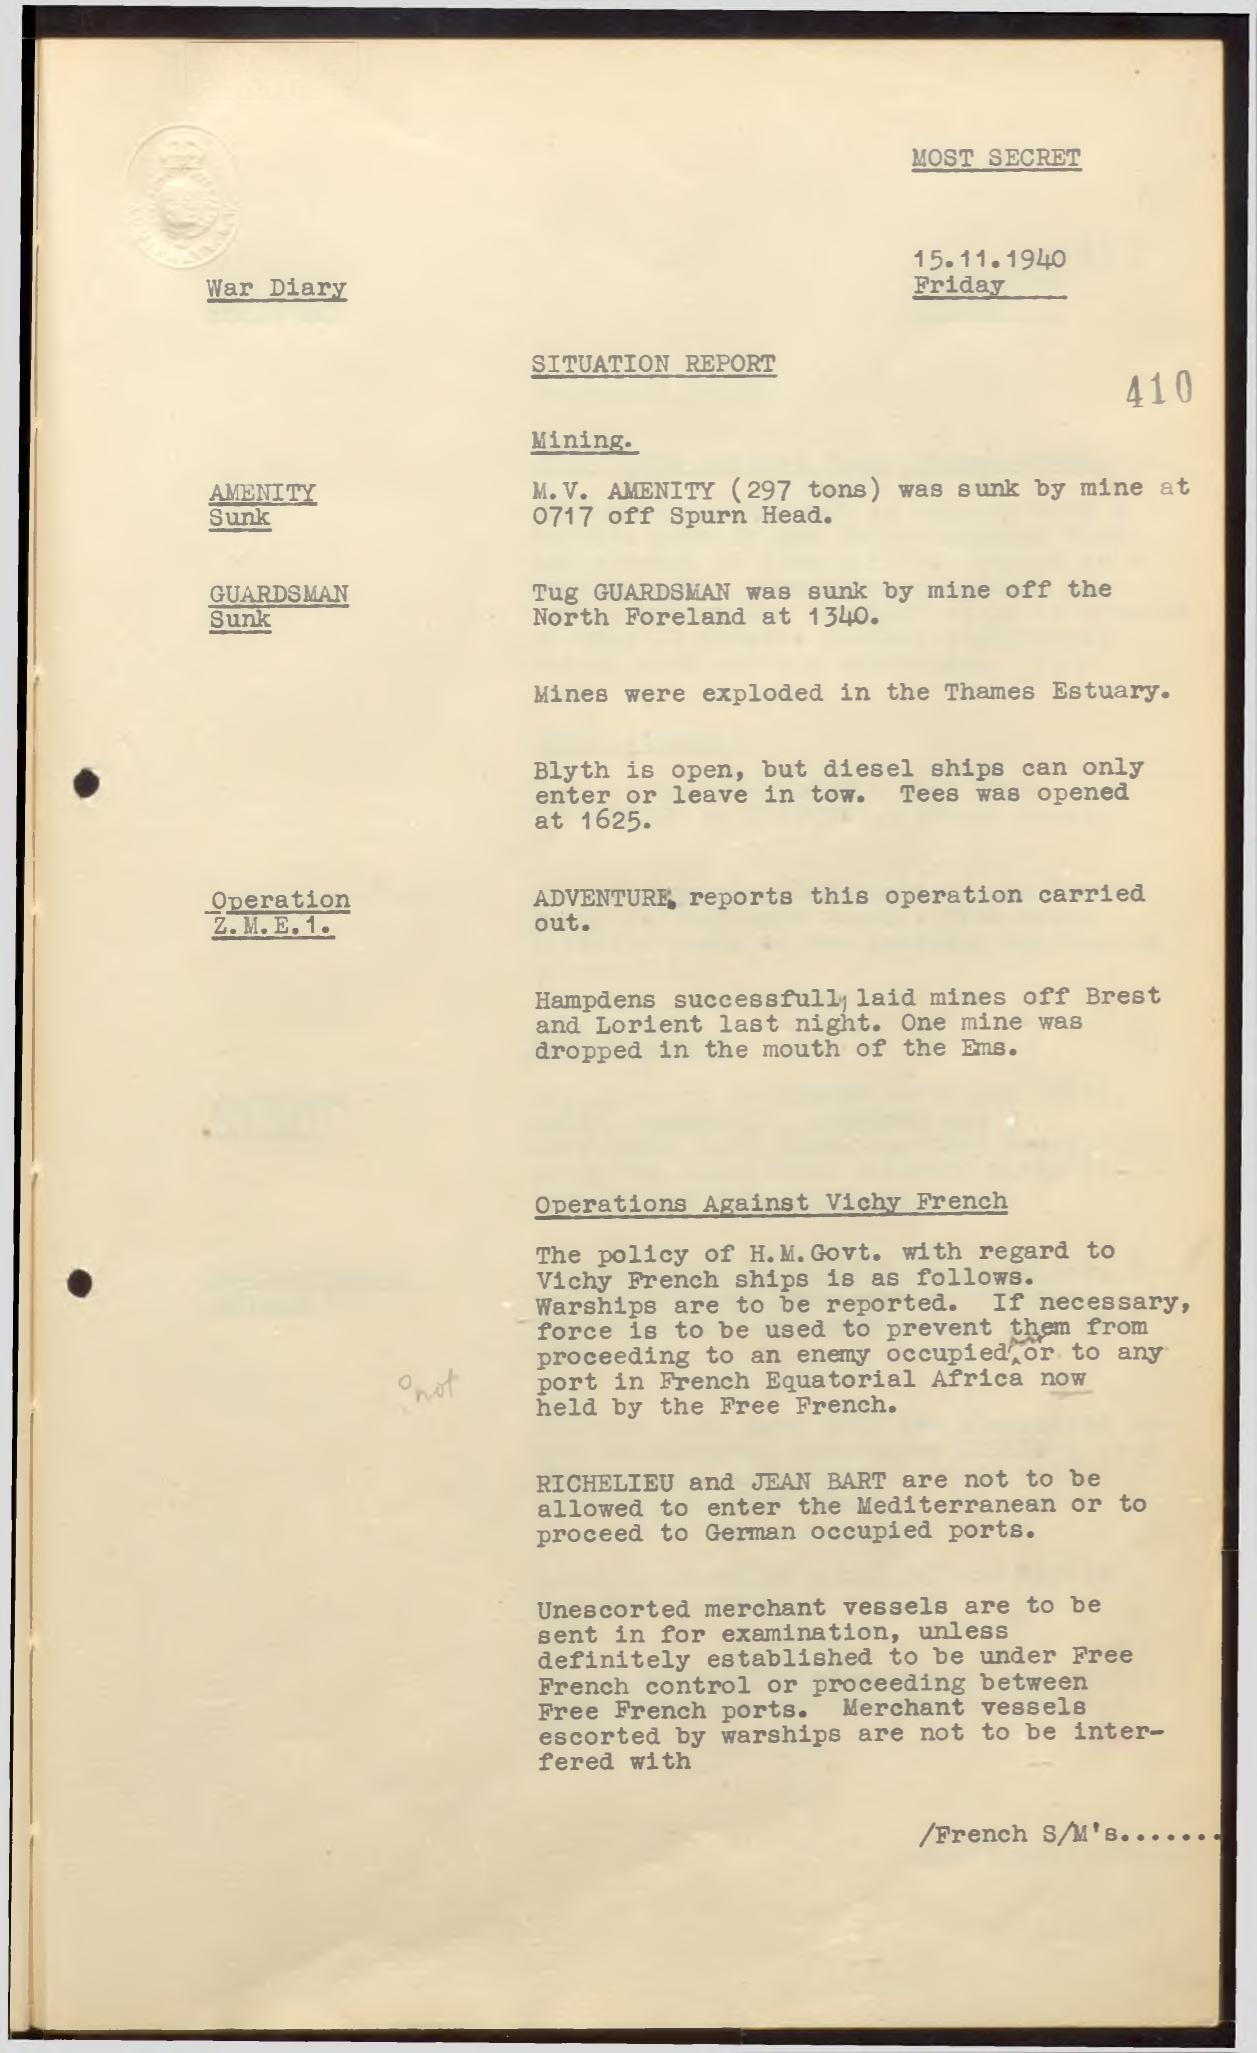 MOST SECRET
15.11.1940
Friday
War Diary
SITUATION REPORT
410
Mining.
AMENITY
Sunk
M.V. AMENITY (297 tons) was sunk by mine at
0717 off Spurn Head.
GUARDSMAN
Sunk
Tug GUARDSMAN was sunk by mine off the
North Foreland at 1340.
Mines were exploded in the Thames Estuary.
Blyth is open, but diesel ships can only
enter or leave in tow. Tees was opened
at 1625.
Operation
Z.M.E.1.
ADVENTURE. reports this operation carried
out.
Hampdens successfully laid mines off Brest
and Lorient last night. One mine was
dropped in the mouth of the Ems.
Operations Against Vichy French
The policy of H.M.Govt. with regard to
Vichy French ships is as follows.
Warships are to be reported. If necessary,
force is to be used to prevent them from
port
proceeding to an enemy occupied or to any
port in French Equatorial Africa now
? not
held by the Free French.
RICHELIEU and JEAN BART are not to be
allowed to enter the Mediterranean or to
proceed to German occupied ports.
Unescorted merchant vessels are to be
sent in for examination, unless
definitely established to be under Free
French control or proceeding between
Free French ports. Merchant vessels
escorted by warships are not to be inter-
fered with
/French S/M's.......